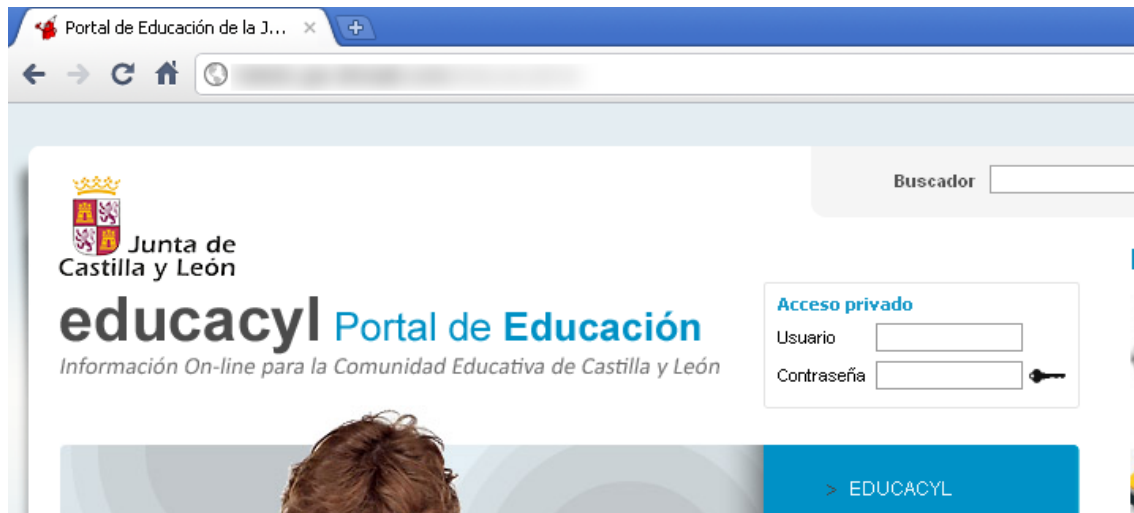 Portal de Educación de la J...
Buscador
Junta de
Castilla y León
educacyl Portal de Educación
Información On-line para la Comunidad Educativa de Castilla y León
Acceso privado
Usuario
Contraseña
> EDUCACYL